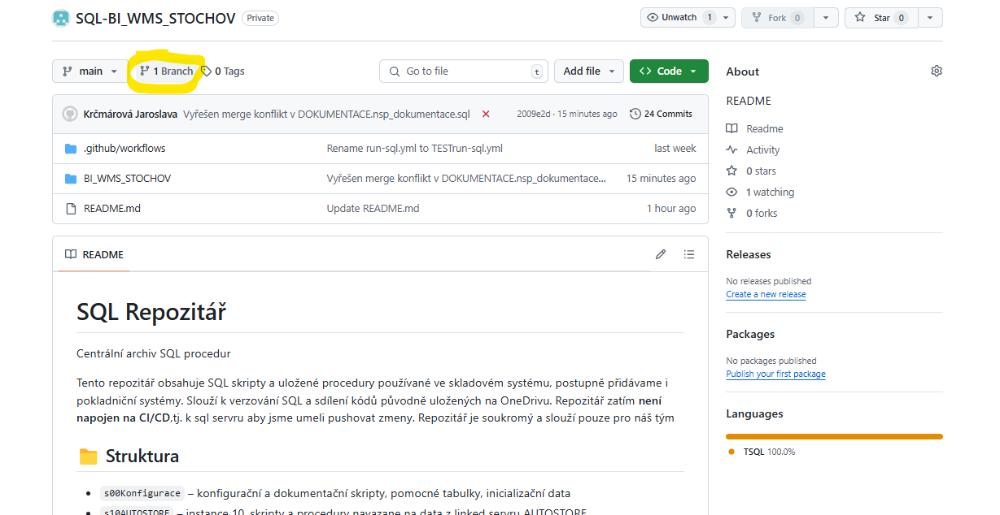 SQL-BI_WMS_STOCHOV Private Unwatch 1 Fork 0 Star 0
main 1 Branch 0 Tags Go to file t Add file Code
Krčmárová Jaroslava Vyřešen merge konflikt v DOKUMENTACE.nsp_dokumentace.sql 2009e2d · 15 minutes ago 24 Commits
.github/workflows Rename run-sql.yml to TESTrun-sql.yml last week
BI_WMS_STOCHOV Vyřešen merge konflikt v DOKUMENTACE.nsp_dokumentace... 15 minutes ago
README.md Update README.md 1 hour ago
README
SQL Repozitář
Centrální archiv SQL procedur
Tento repozitář obsahuje SQL skripty a uložené procedury používané ve skladovém systému, postupně přidáváme i
pokladniční systémy. Slouží k verzování SQL a sdílení kódů původně uložených na OneDrivu. Repozitář zatím není
napojen na CI/CD,tj. k sql servru aby jsme umeli pushovat zmeny. Repozitář je soukromý a slouží pouze pro náš tým
Struktura
s00Konfigurace – konfigurační a dokumentační skripty, pomocné tabulky, inicializační data
s10AUTOSTORE – instance 10, skripty a procedury navazane na data z linked servru AUTOSTORE
About
README
Readme
Activity
0 stars
1 watching
0 forks
Releases
No releases published
Create a new release
Packages
No packages published
Publish your first package
Languages
TSQL 100.0%